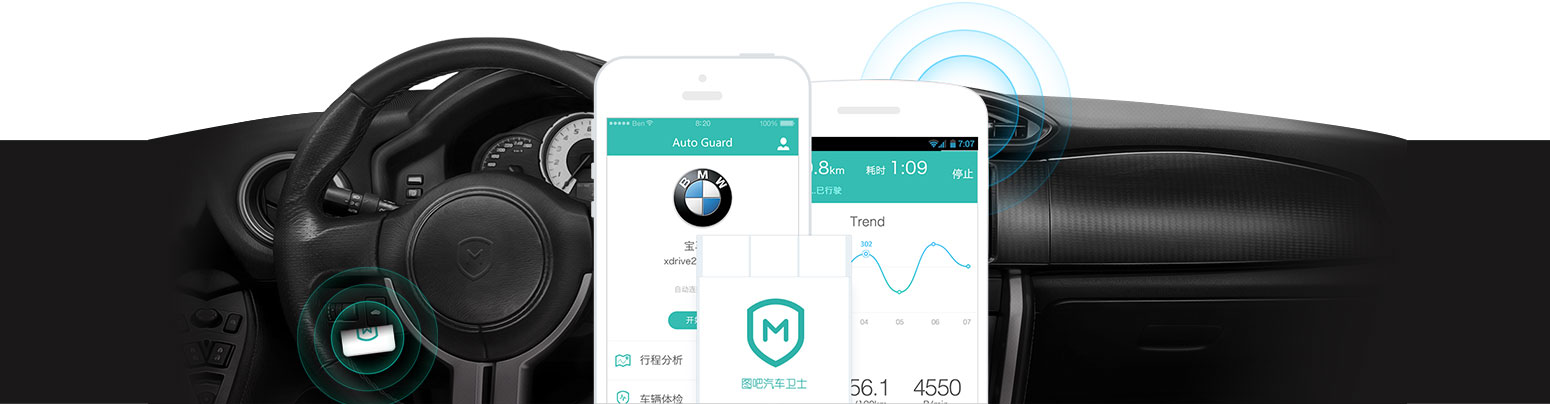 Ben
8:20
100%
Auto Guard
BMW
宝
xdrive2
自动连
开
行程分析
车辆体检
7:07
.8km
耗时 1:09
停止
已行驶
Trend
302
04
05
06
07
56.1
4550
M
图吧汽车卫士
M
M